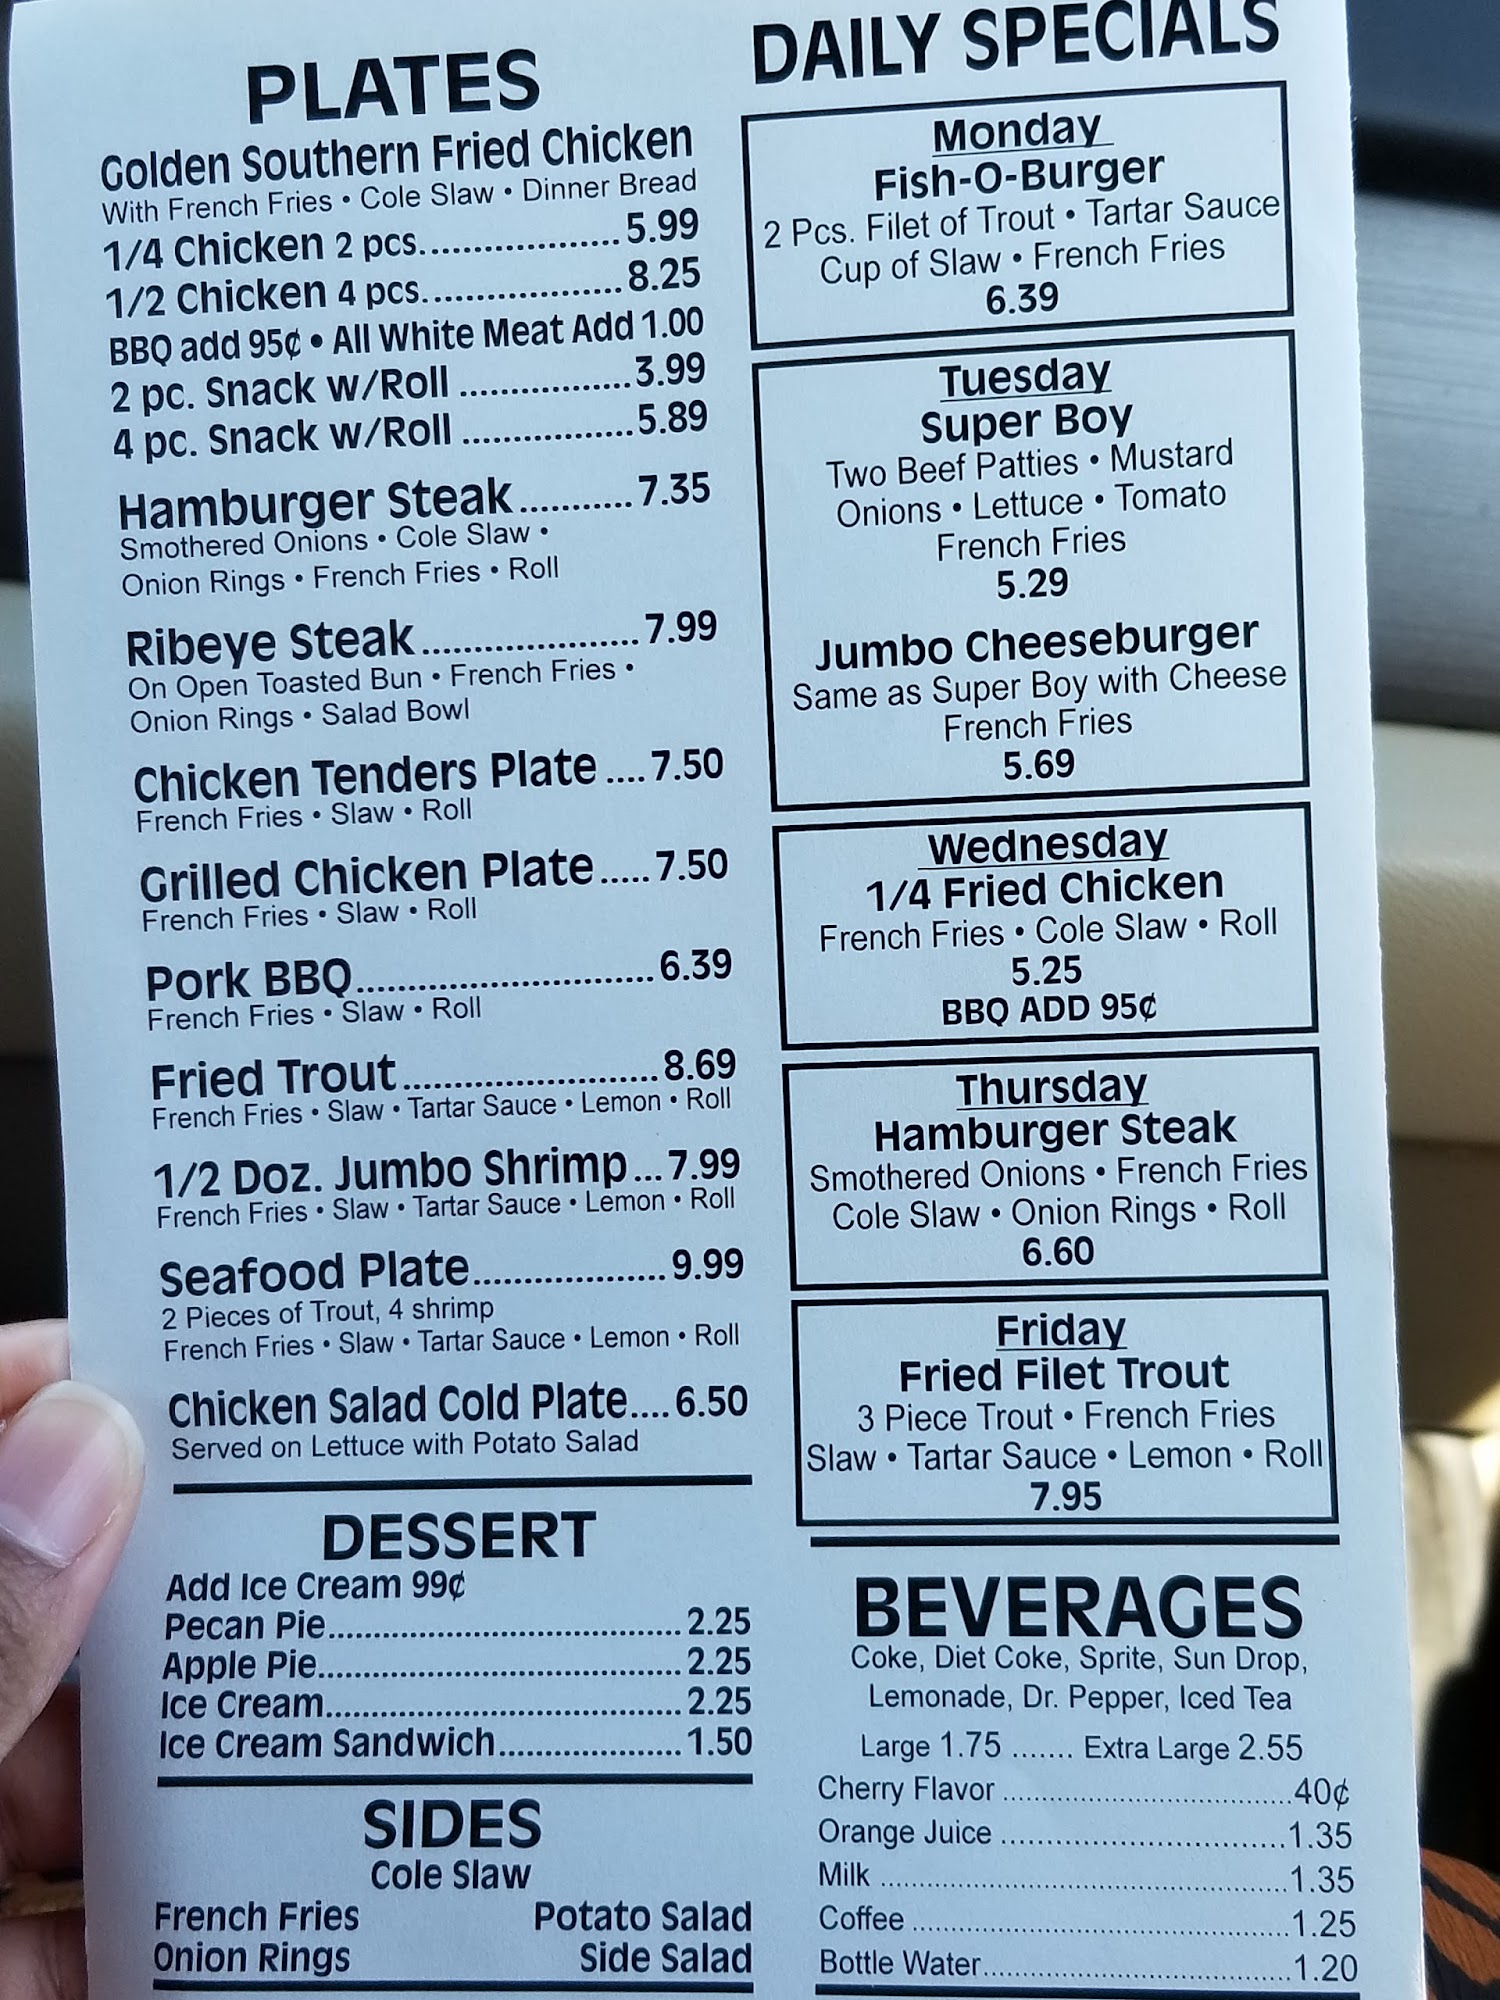 PLATES
Golden Southern Fried Chicken
With French Fries • Cole Slaw • Dinner Bread
1/4 Chicken 2 pcs....................5.99
1/2 Chicken 4 pcs....................8.25
BBQ add 95¢ • All White Meat Add 1.00
2 pc. Snack w/Roll .................3.99
4 pc. Snack w/Roll .................5.89
Hamburger Steak...........7.35
Smothered Onions • Cole Slaw •
Onion Rings • French Fries • Roll
Ribeye Steak.....................7.99
On Open Toasted Bun • French Fries •
Onion Rings • Salad Bowl
Chicken Tenders Plate ....7.50
French Fries • Slaw • Roll
Grilled Chicken Plate.....7.50
French Fries • Slaw • Roll
Pork BBQ.............................6.39
French Fries • Slaw • Roll
Fried Trout.........................8.69
French Fries • Slaw • Tartar Sauce • Lemon • Roll
1/2 Doz. Jumbo Shrimp...7.99
French Fries • Slaw • Tartar Sauce • Lemon • Roll
Seafood Plate...................9.99
2 Pieces of Trout, 4 shrimp
French Fries • Slaw • Tartar Sauce • Lemon • Roll
Chicken Salad Cold Plate....6.50
Served on Lettuce with Potato Salad
DESSERT
Add Ice Cream 99¢
Pecan Pie....................................2.25
Apple Pie.....................................2.25
Ice Cream....................................2.25
Ice Cream Sandwich...................1.50
SIDES
Cole Slaw
French Fries Potato Salad
Onion Rings Side Salad
DAILY SPECIALS
Monday
Fish-O-Burger
2 Pcs. Filet of Trout • Tartar Sauce
Cup of Slaw • French Fries
6.39
Tuesday
Super Boy
Two Beef Patties • Mustard
Onions • Lettuce • Tomato
French Fries
5.29
Jumbo Cheeseburger
Same as Super Boy with Cheese
French Fries
5.69
Wednesday
1/4 Fried Chicken
French Fries • Cole Slaw • Roll
5.25
BBQ ADD 95¢
Thursday
Hamburger Steak
Smothered Onions • French Fries
Cole Slaw • Onion Rings • Roll
6.60
Friday
Fried Filet Trout
3 Piece Trout • French Fries
Slaw • Tartar Sauce • Lemon • Roll
7.95
BEVERAGES
Coke, Diet Coke, Sprite, Sun Drop,
Lemonade, Dr. Pepper, Iced Tea
Large 1.75 ....... Extra Large 2.55
Cherry Flavor .................................40¢
Orange Juice .................................1.35
Milk ..............................................1.35
Coffee ...........................................1.25
Bottle Water...................................1.20